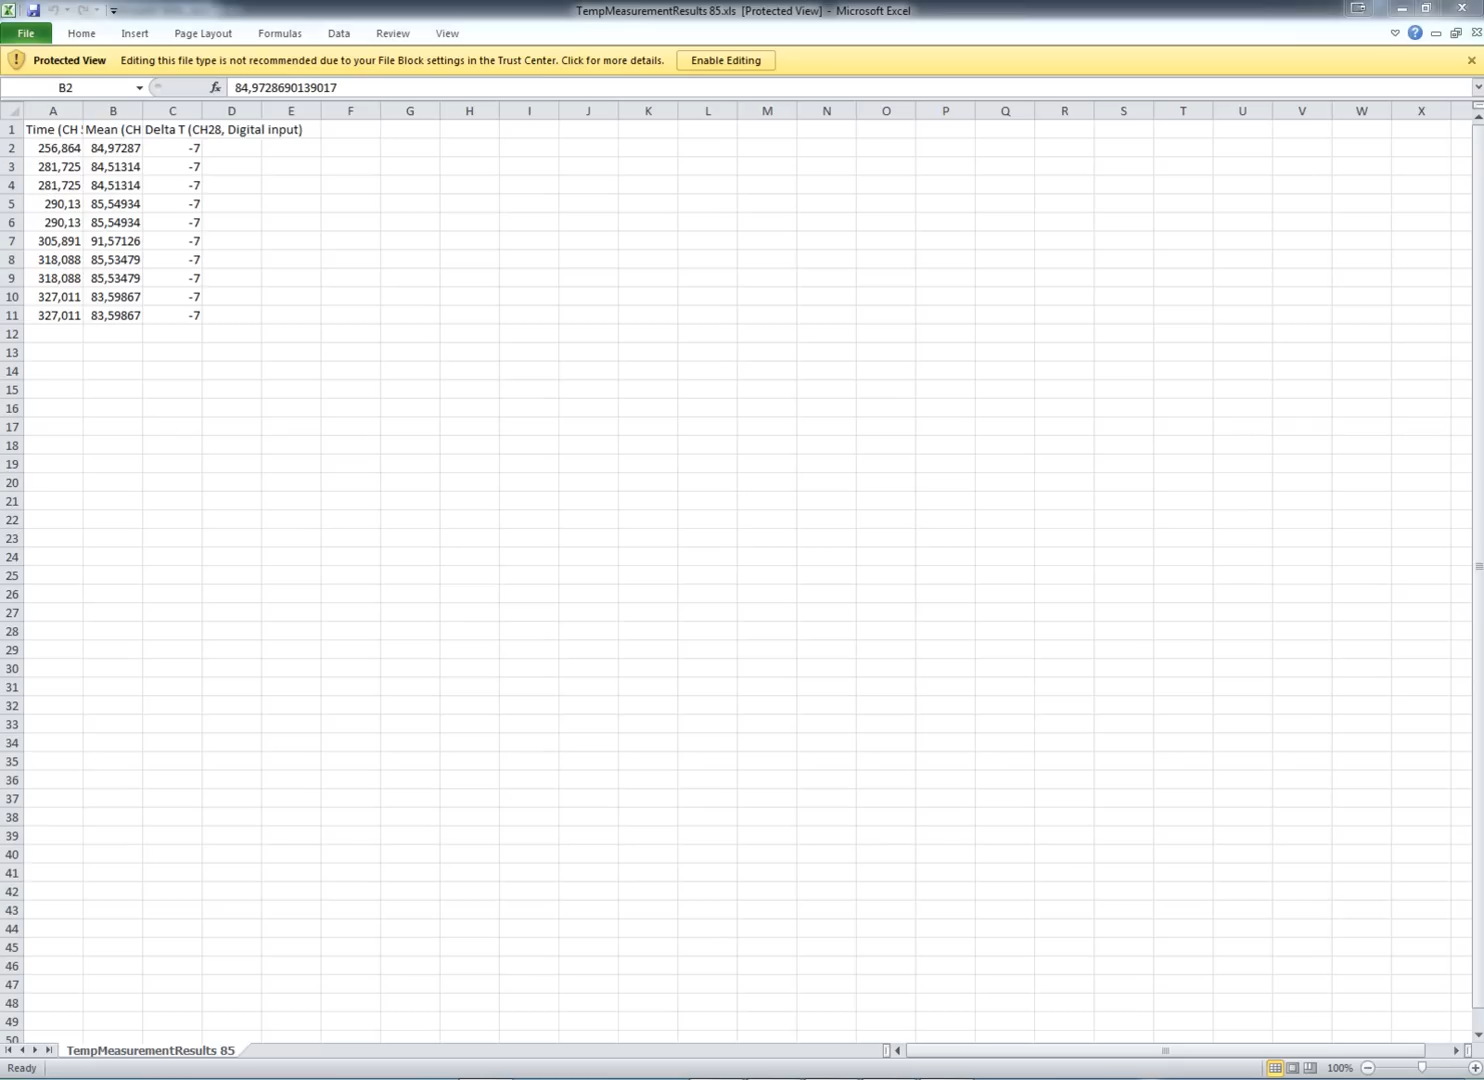 TempMeasurementResults 85.xls [Protected View] - Microsoft Excel
File Home Insert Page Layout Formulas Data Review View
Protected View Editing this file type is not recommended due to your File Block settings in the Trust Center. Click for more details. Enable Editing
B2 fx 84,9728690139017
A B C D E F G H I J K L M N O P Q R S T U V W X
1 Time (CH Mean (CH Delta T (CH28, Digital input)
2 256,864 84,97287 -7
3 281,725 84,51314 -7
4 281,725 84,51314 -7
5 290,13 85,54934 -7
6 290,13 85,54934 -7
7 305,891 91,57126 -7
8 318,088 85,53479 -7
9 318,088 85,53479 -7
10 327,011 83,59867 -7
11 327,011 83,59867 -7
12
13
14
15
16
17
18
19
20
21
22
23
24
25
26
27
28
29
30
31
32
33
34
35
36
37
38
39
40
41
42
43
44
45
46
47
48
49
50
TempMeasurementResults 85
Ready 100%